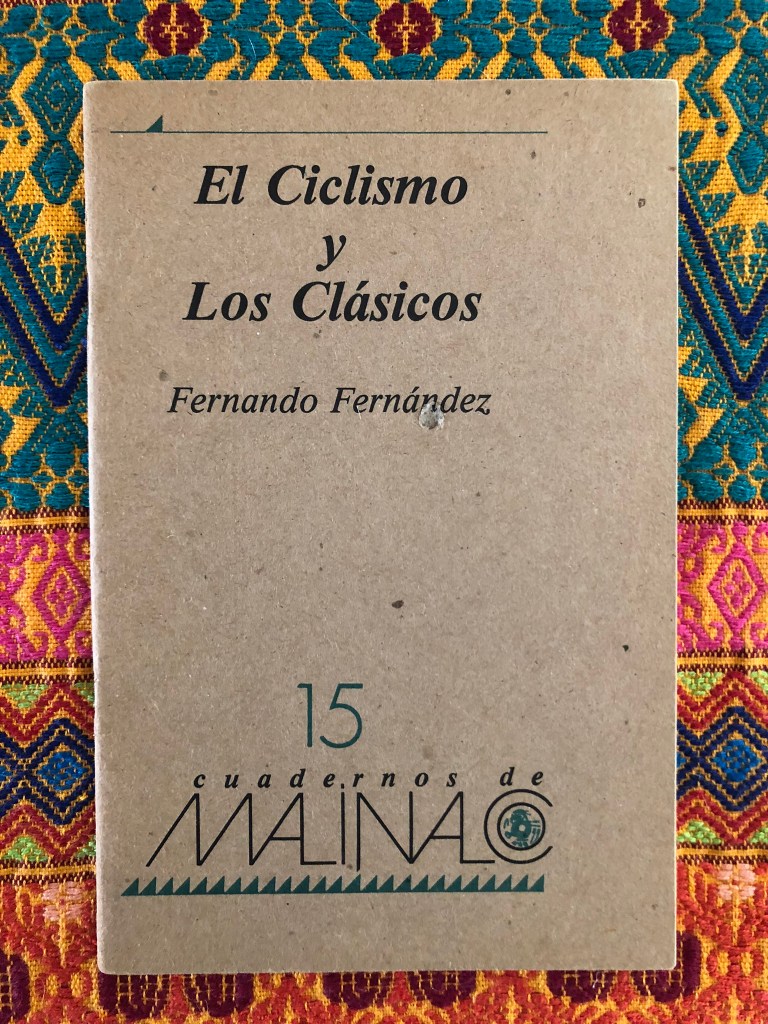 El Ciclismo
y
Los Clásicos
Fernando Fernández
15
cuadernos de
MALINALCO